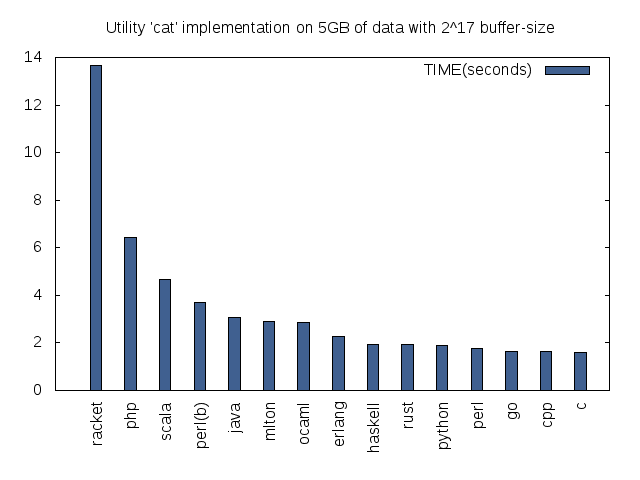 Utility 'cat' implementation on 5GB of data with 2^17 buffer-size
TIME(seconds)
14
12
10
8
6
4
2
0
racket
php
scala
perl(b)
java
mlton
ocaml
erlang
haskell
rust
python
perl
go
cpp
c